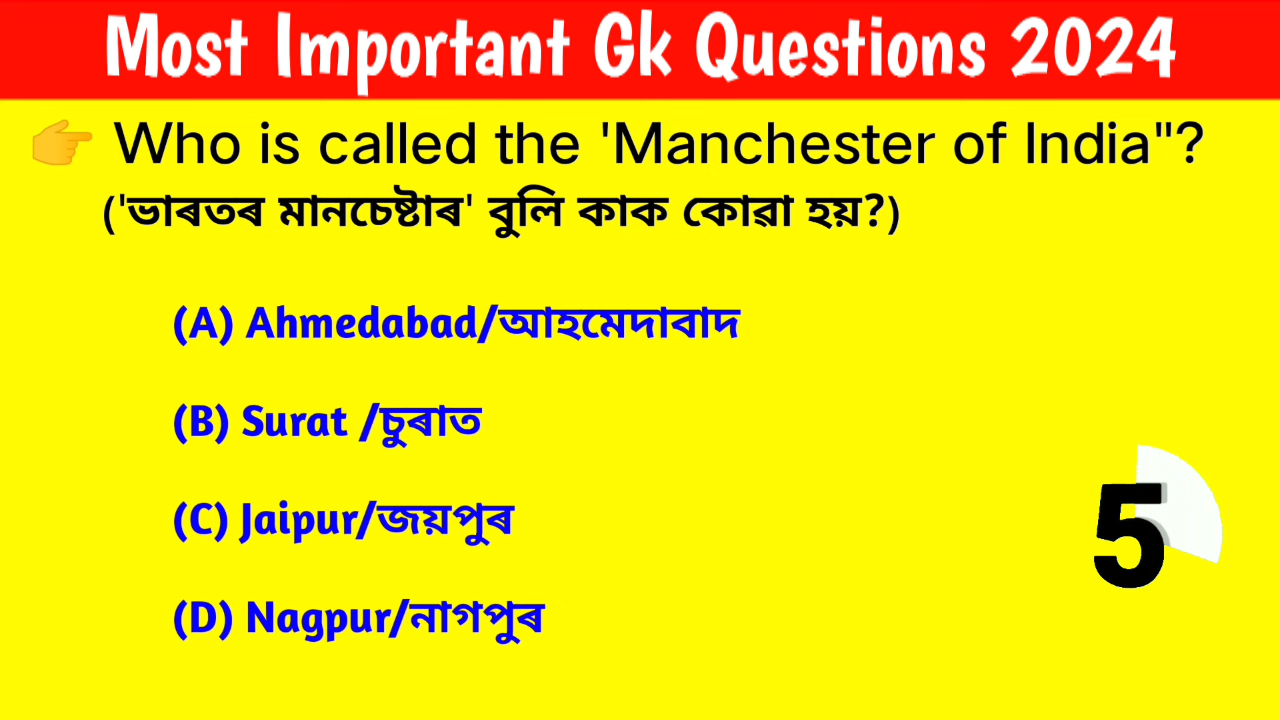 Most Important Gk Questions 2024
👉 Who is called the 'Manchester of India"?
('ভাৰতৰ মানচেষ্টাৰ' বুলি কাক কোৱা হয়?)
(A) Ahmedabad/আহমেদাবাদ
(B) Surat /চুৰাত
(C) Jaipur/জয়পুৰ
(D) Nagpur/নাগপুৰ
5